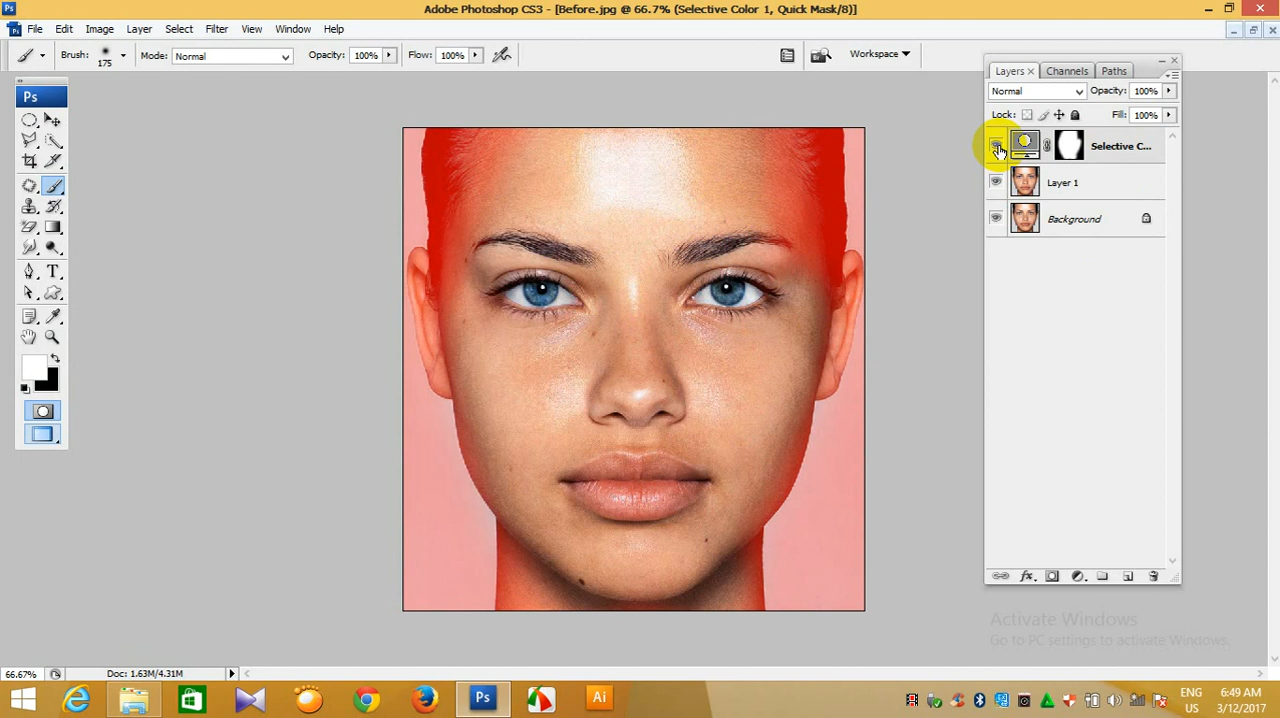 Adobe Photoshop CS3 - [Before.jpg @ 66.7% (Selective Color 1, Quick Mask/8)]
Ps File Edit Image Layer Select Filter View Window Help
Brush: 175 Mode: Normal Opacity: 100% Flow: 100% Workspace
Ps
Layers x Channels Paths
Normal Opacity: 100%
Lock: Fill: 100%
Selective C...
Layer 1
Background
T
Activate Windows
Go to PC settings to activate Windows.
66.67% Doc: 1.63M/4.31M
Ps Ai
ENG 6:49 AM
US 3/12/2017